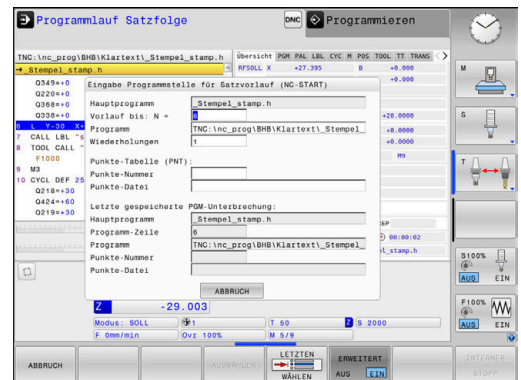 Programmlauf Satzfolge
DNC
Programmieren
TNC:\nc_prog\BHB\Klartext\_Stempel_stamp.h
→_Stempel_stamp.h
Übersicht PGM PAL LBL CYC M POS TOOL TT TRANS
RFSOLL X +27.395 B +0.000
+0.000
Q349=+0
Q220=+0
Q368=+0
Q338=+0
6 L Y-30 X+
7 CALL LBL "s
8 TOOL CALL "
F1000
9 M3
10 CYCL DEF 25
Q218=+30
Q424=+60
Q219=+30
Eingabe Programmstelle für Satzvorlauf (NC-START)
Hauptprogramm _Stempel_stamp.h
Vorlauf bis: N = 6
Programm TNC:\nc_prog\BHB\Klartext\_Stempel_
Wiederholungen 1
Punkte-Tabelle (PNT):
Punkte-Nummer
Punkte-Datei
Letzte gespeicherte PGM-Unterbrechung:
Hauptprogramm _Stempel_stamp.h
Programm-Zeile 6
Programm TNC:\nc_prog\BHB\Klartext\_Stempel_
Punkte-Nummer
Punkte-Datei
ABBRUCH
+20.0000
+0.0000
+0.0000
M9
EP
00:00:02
l_stamp.h
Z -29.003
Modus: SOLL 1 T 50 Z S 2000
F 0mm/min Ovr 100% M 5/9
M
S
T
S100%
AUS EIN
F100%
AUS EIN
ABBRUCH
AUSWÄHLEN
LETZTEN
WÄHLEN
ERWEITERT
AUS EIN
INTERNER
STOPP